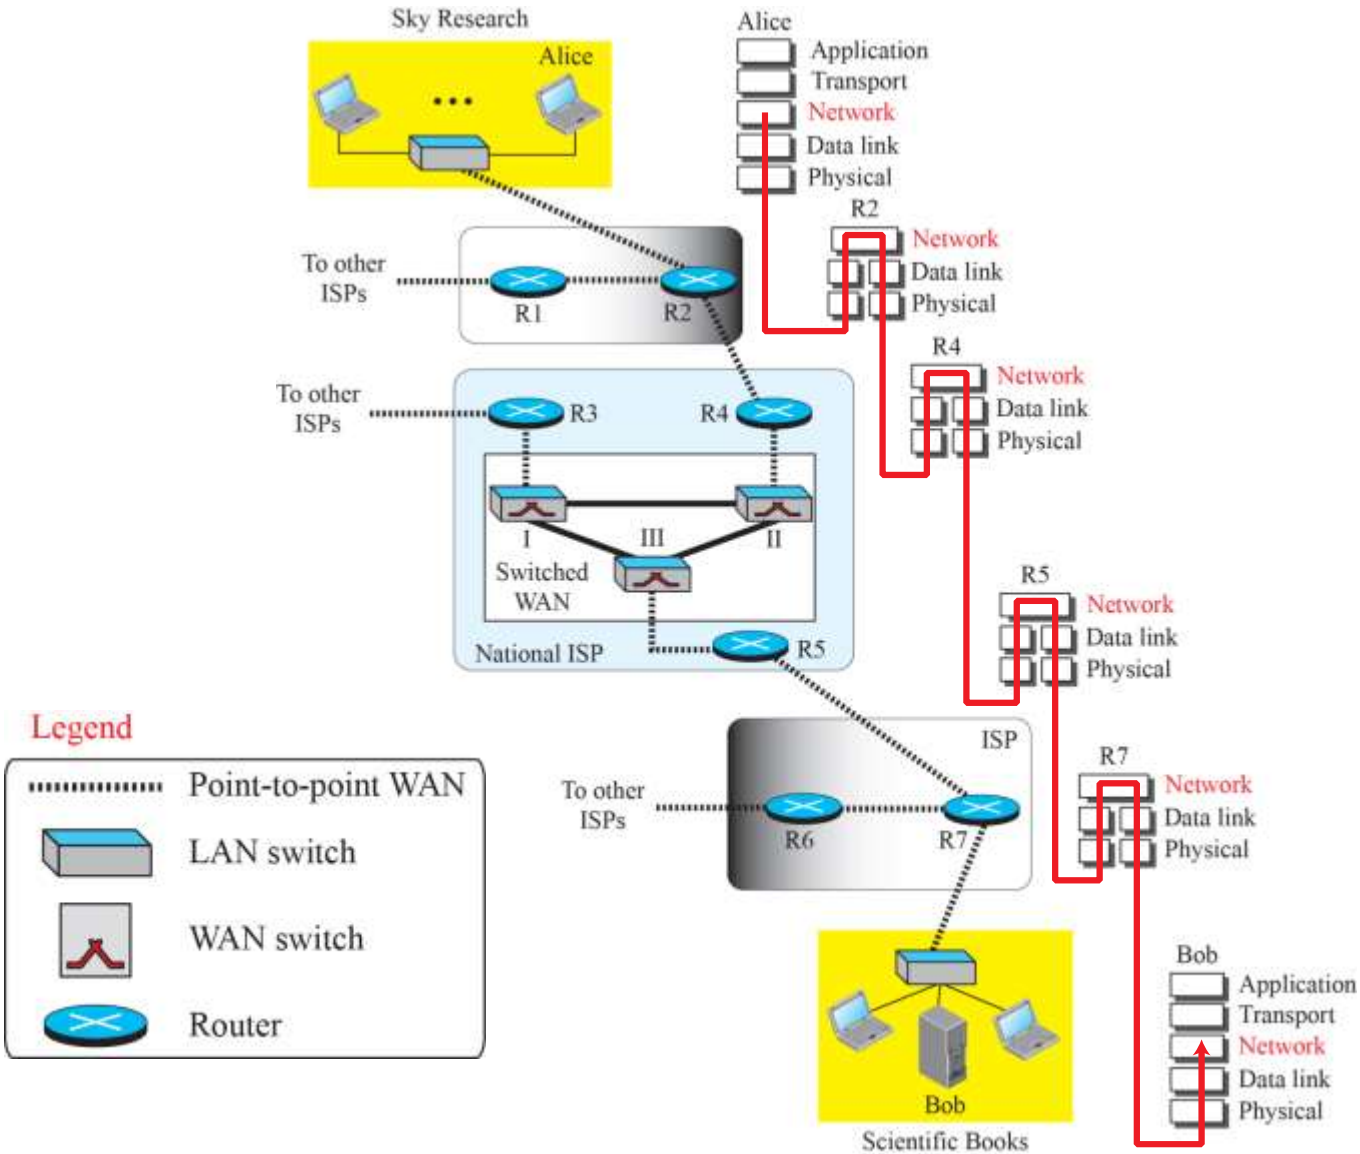 Sky Research
Alice
Alice
Application
Transport
Network
Data link
Physical
R2
Network
Data link
Physical
To other
ISPs
R1
R2
R4
Network
Data link
Physical
To other
ISPs
R3
R4
I
III
II
Switched
WAN
R5
National ISP
R5
Network
Data link
Physical
Legend
Point-to-point WAN
LAN switch
WAN switch
Router
ISP
To other
ISPs
R6
R7
R7
Network
Data link
Physical
Bob
Scientific Books
Bob
Application
Transport
Network
Data link
Physical